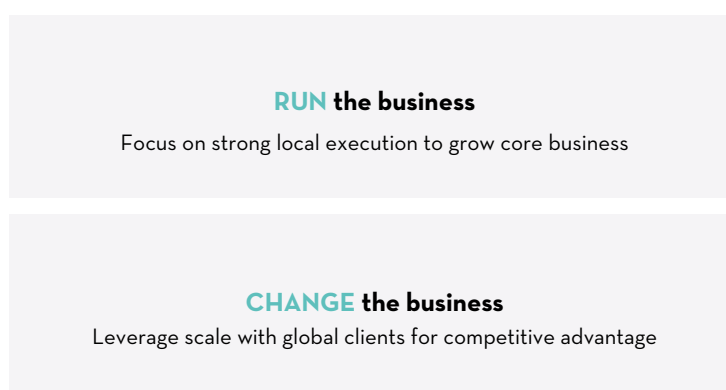 RUN the business
Focus on strong local execution to grow core business
CHANGE the business
Leverage scale with global clients for competitive advantage